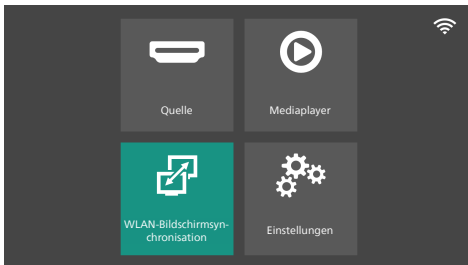 Quelle
Mediaplayer
WLAN-Bildschirmsyn-
chronisation
Einstellungen